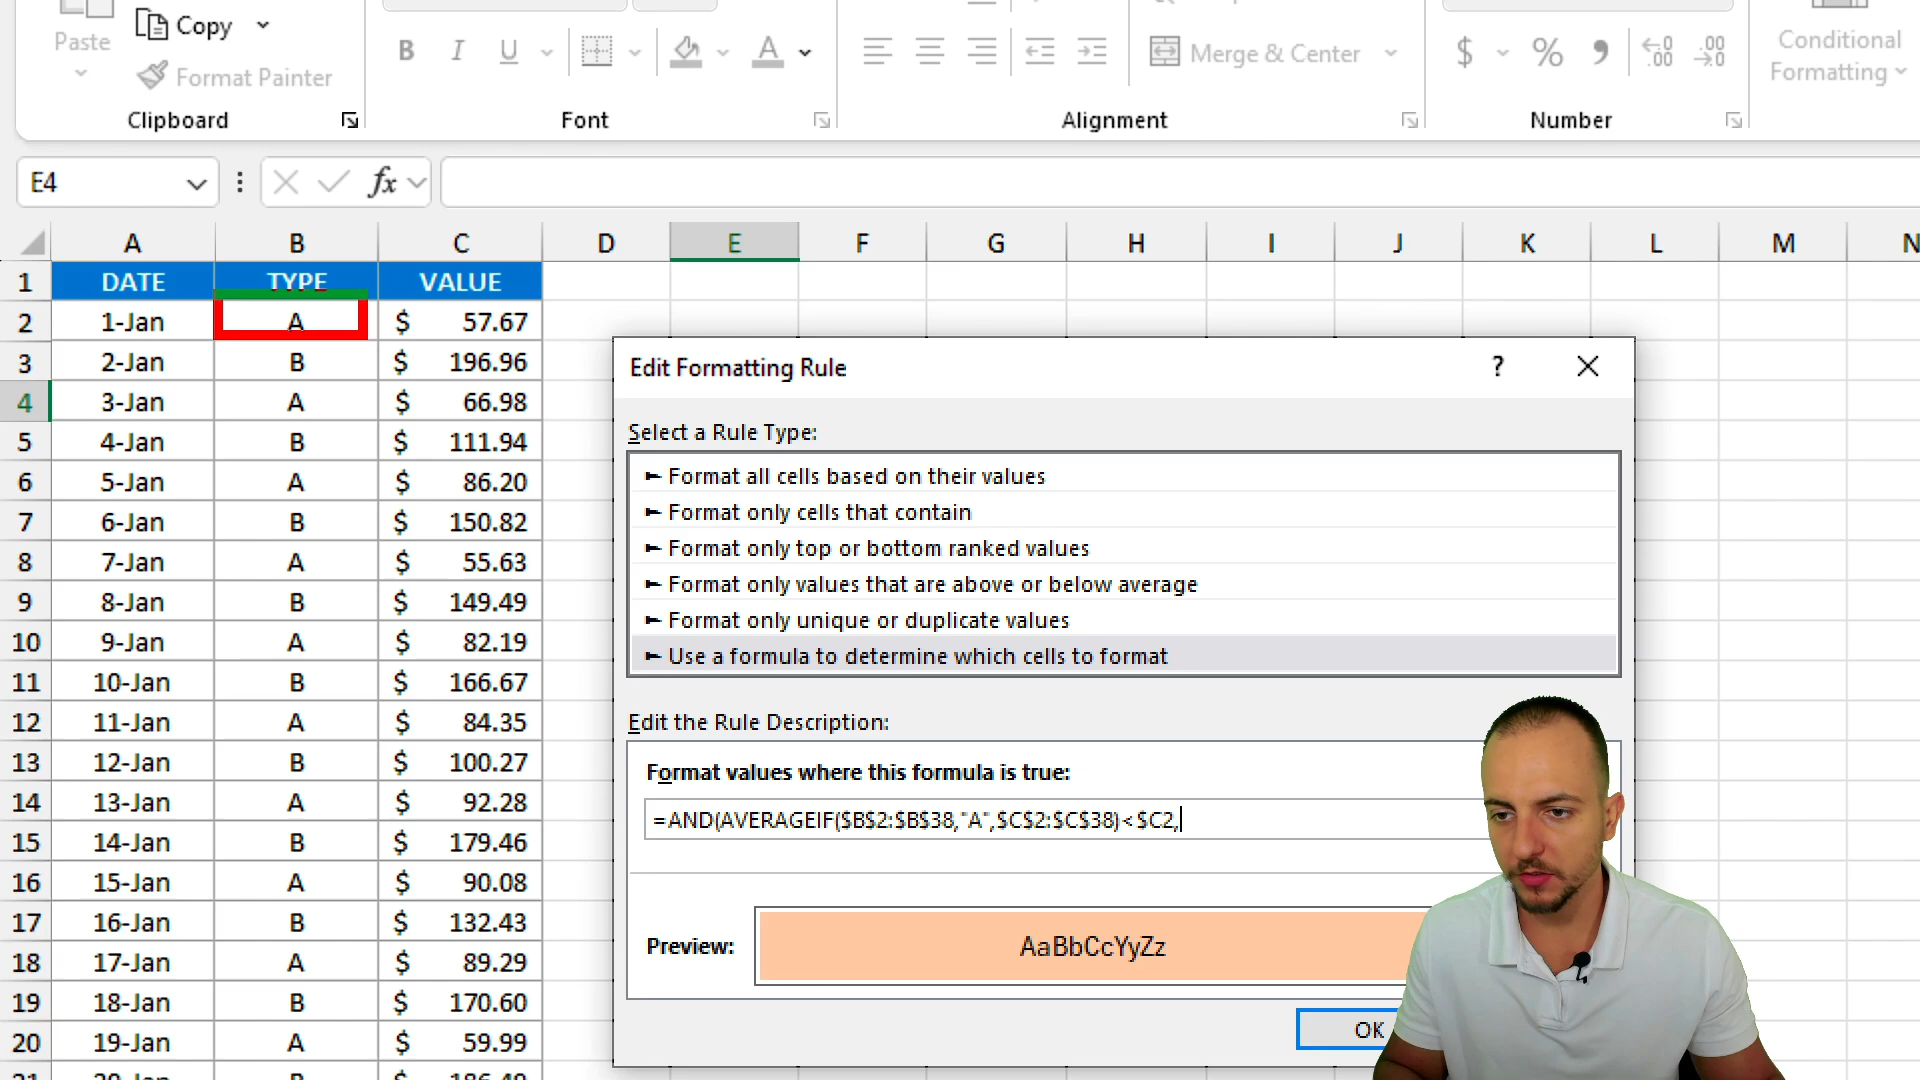 Paste
Copy
Format Painter
Clipboard
B I U
A
Font
Merge & Center
Alignment
$ % 9 .00 .00
Number
Conditional
Formatting
E4
fx
A B C D E F G H I J K L M N
1 DATE TYPE VALUE
2 1-Jan A $ 57.67
3 2-Jan B $ 196.96
4 3-Jan A $ 66.98
5 4-Jan B $ 111.94
6 5-Jan A $ 86.20
7 6-Jan B $ 150.82
8 7-Jan A $ 55.63
9 8-Jan B $ 149.49
10 9-Jan A $ 82.19
11 10-Jan B $ 166.67
12 11-Jan A $ 84.35
13 12-Jan B $ 100.27
14 13-Jan A $ 92.28
15 14-Jan B $ 179.46
16 15-Jan A $ 90.08
17 16-Jan B $ 132.43
18 17-Jan A $ 89.29
19 18-Jan B $ 170.60
20 19-Jan A $ 59.99
Edit Formatting Rule ?
Select a Rule Type:
Format all cells based on their values
Format only cells that contain
Format only top or bottom ranked values
Format only values that are above or below average
Format only unique or duplicate values
Use a formula to determine which cells to format
Edit the Rule Description:
Format values where this formula is true:
=AND(AVERAGEIF($B$2:$B$38,"A",$C$2:$C$38)<$C2,
Preview: AaBbCcYyZz
OK